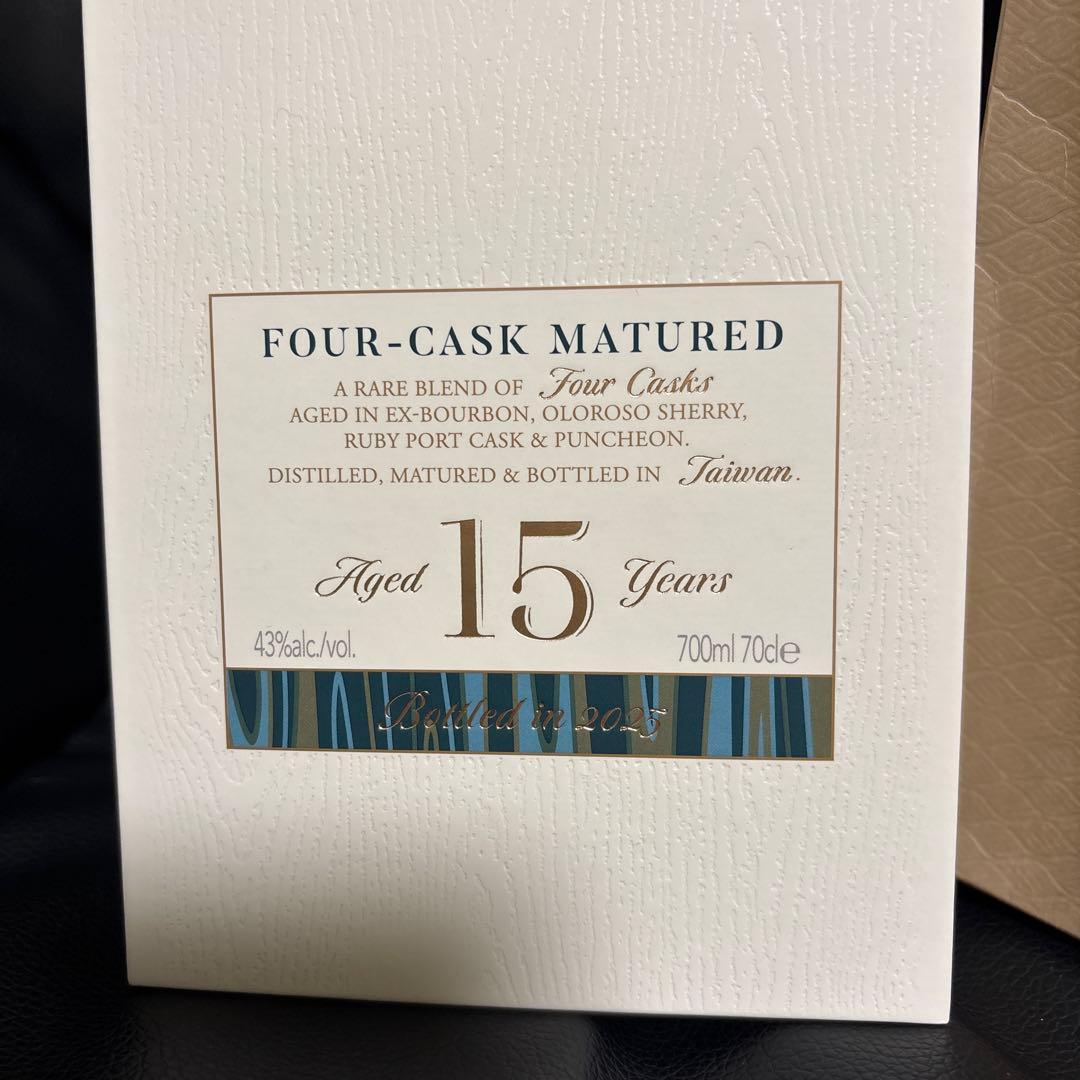 FOUR-CASK MATURED
A RARE BLEND OF Four Casks
AGED IN EX-BOURBON, OLOROSO SHERRY,
RUBY PORT CASK & PUNCHEON.
DISTILLED, MATURED & BOTTLED IN Taiwan.
Aged 15 Years
43%alc./vol. 700ml 70cl℮
Bottled in 2025